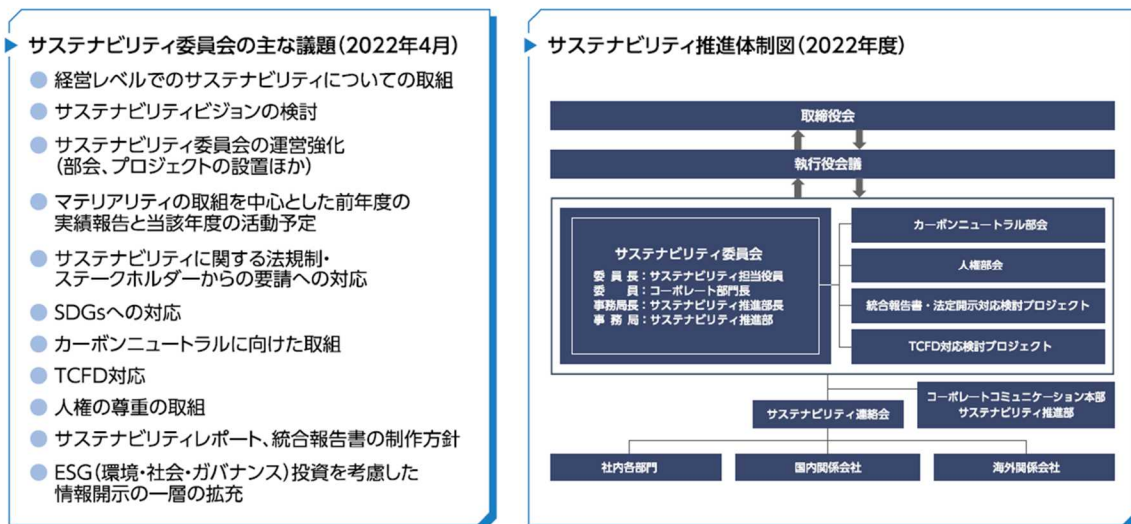 サステナビリティ委員会の主な議題(2022年4月)
経営レベルでのサステナビリティについての取組
サステナビリティビジョンの検討
サステナビリティ委員会の運営強化
(部会、プロジェクトの設置ほか)
マテリアリティの取組を中心とした前年度の
実績報告と当該年度の活動予定
サステナビリティに関する法規制・
ステークホルダーからの要請への対応
SDGsへの対応
カーボンニュートラルに向けた取組
TCFD対応
人権の尊重の取組
サステナビリティレポート、統合報告書の制作方針
ESG(環境・社会・ガバナンス)投資を考慮した
情報開示の一層の拡充
サステナビリティ推進体制図(2022年度)
取締役会
執行役会議
サステナビリティ委員会
委員長:サステナビリティ担当役員
委員:コーポレート部門長
事務局長:サステナビリティ推進部長
事務局:サステナビリティ推進部
カーボンニュートラル部会
人権部会
統合報告書・法定開示対応検討プロジェクト
TCFD対応検討プロジェクト
コーポレートコミュニケーション本部
サステナビリティ推進部
サステナビリティ連絡会
社内各部門
国内関係会社
海外関係会社